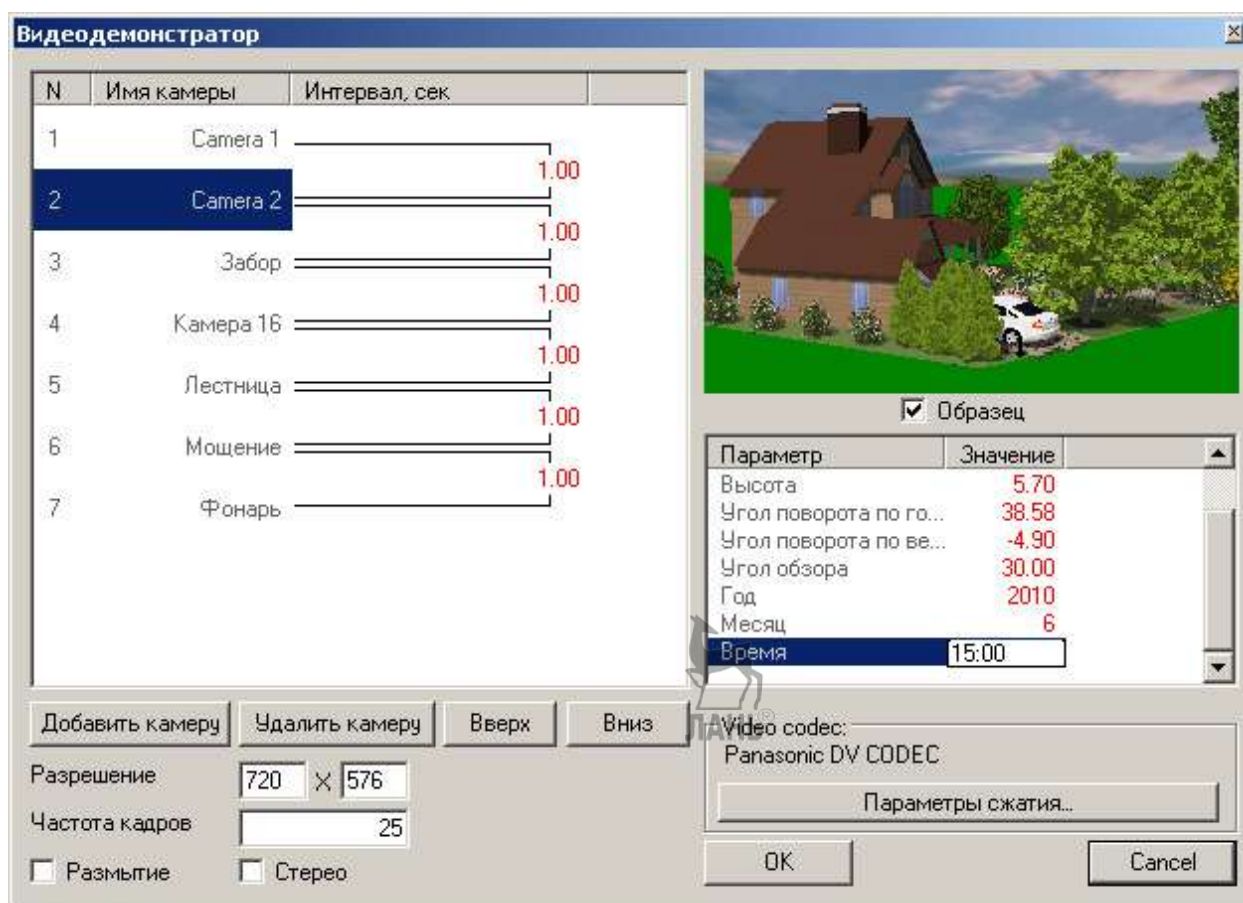 Видеодемонстратор
N Имя камеры Интервал, сек
1 Camera 1
1.00
2 Camera 2
1.00
3 Забор
1.00
4 Камера 16
1.00
5 Лестница
1.00
6 Мощение
1.00
7 Фонарь
Образец
Параметр Значение
Высота 5.70
Угол поворота по го... 38.58
Угол поворота по ве... -4.90
Угол обзора 30.00
Год 2010
Месяц 6
Время 15:00
Добавить камеру Удалить камеру Вверх Вниз
ЛАНЬ®
Разрешение 720 X 576
Частота кадров 25
Размытие Стерео
Video codec:
Panasonic DV CODEC
Параметры сжатия...
OK Cancel